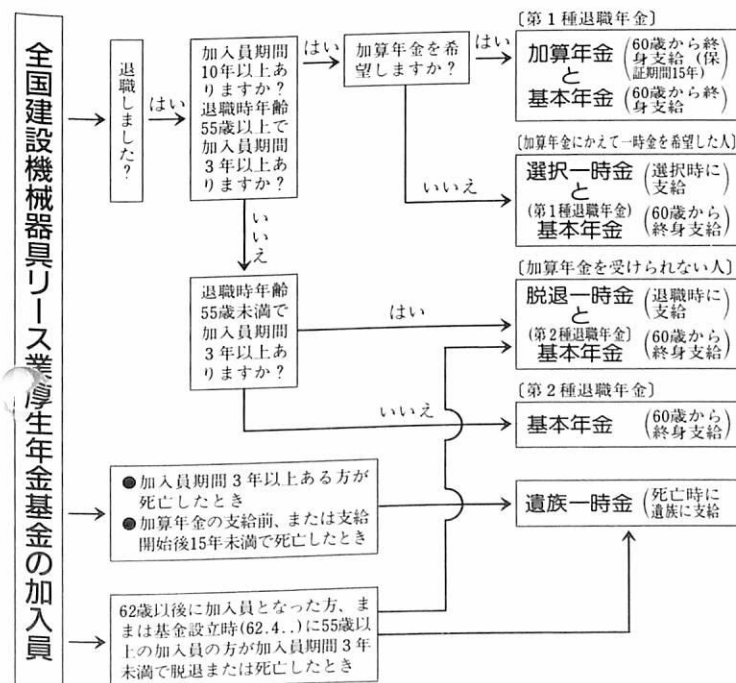 全国建設機械器具リース業厚生年金基金の加入員
退職しました？
はい
加入員期間
10年以上あ
りますか？
退職時年齢
55歳以上で
加入員期間
3年以上あ
りますか？
はい
加算年金を希
望しますか？
はい
〔第1種退職年金〕
加算年金
(60歳から終
身支給（保
証期間15年）
と
基本年金
(60歳から終
身支給)
いいえ
〔加算年金にかえて一時金を希望した人〕
選択一時金
(選択時に
支給)
と
(第1種退職年金)
基本年金
(60歳から
終身支給)
いいえ
退職時年齢
55歳未満で
加入員期間
3年以上あ
りますか？
はい
〔加算年金を受けられない人〕
脱退一時金
(退職時に
支給)
と
(第2種退職年金〕
基本年金
(60歳から
終身支給)
いいえ
〔第2種退職年金〕
基本年金
(60歳から
終身支給)
●加入員期間3年以上ある方が
死亡したとき
●加算年金の支給前、または支給
開始後15年未満で死亡したとき
遺族一時金
(死亡時に
遺族に支給)
62歳以後に加入員となった方、ま
まは基金設立時(62.4..)に55歳以
上の加入員の方が加入員期間3年
未満で脱退または死亡したとき